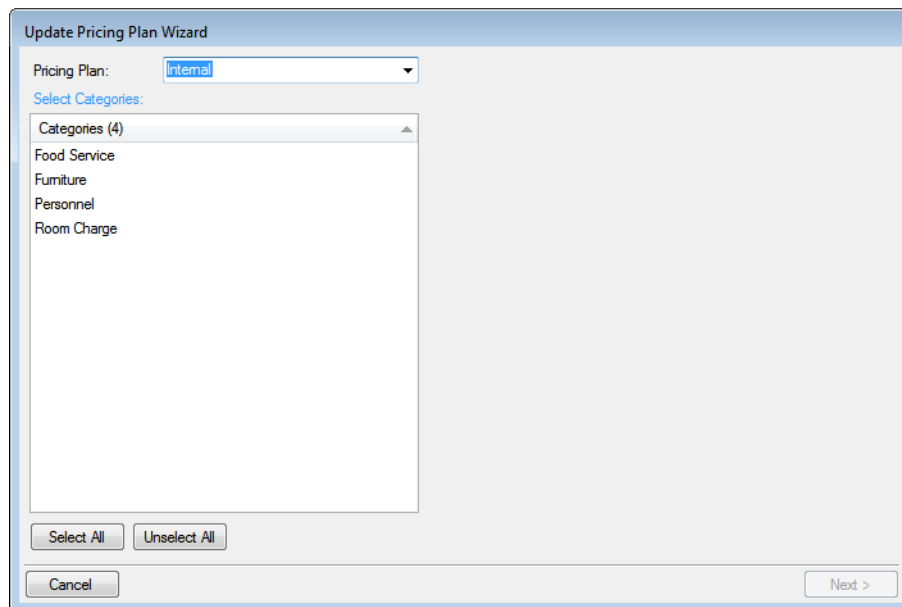 Update Pricing Plan Wizard
Pricing Plan: Internal
Select Categories:
Categories (4)
Food Service
Furniture
Personnel
Room Charge
Select All Unselect All
Cancel Next >